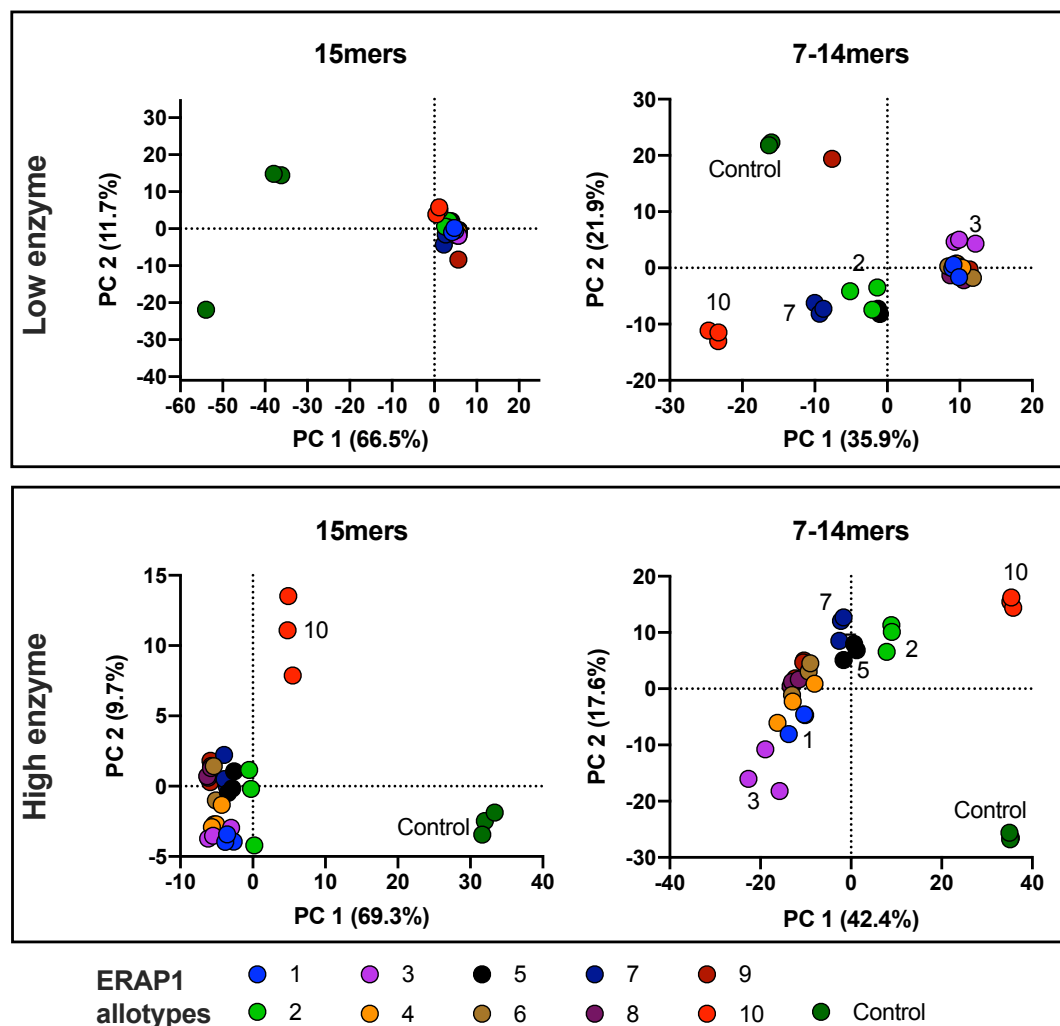 Low enzyme
15mers
30
20
10
0
-10
-20
-30
-40
PC 2 (11.7%)
-60 -50 -40 -30 -20 -10 0 10 20
PC 1 (66.5%)
7-14mers
30
20
10
0
-10
-20
PC 2 (21.9%)
Control
3
2
7
10
-30 -20 -10 0 10 20
PC 1 (35.9%)
High enzyme
15mers
15
10
5
0
-5
PC 2 (9.7%)
10
Control
-10 0 10 20 30 40
PC 1 (69.3%)
7-14mers
20
10
0
-10
-20
-30
PC 2 (17.6%)
10
7
2
5
1
3
Control
-40 -20 0 20 40
PC 1 (42.4%)
ERAP1 allotypes
1 3 5 7 9
2 4 6 8 10 Control